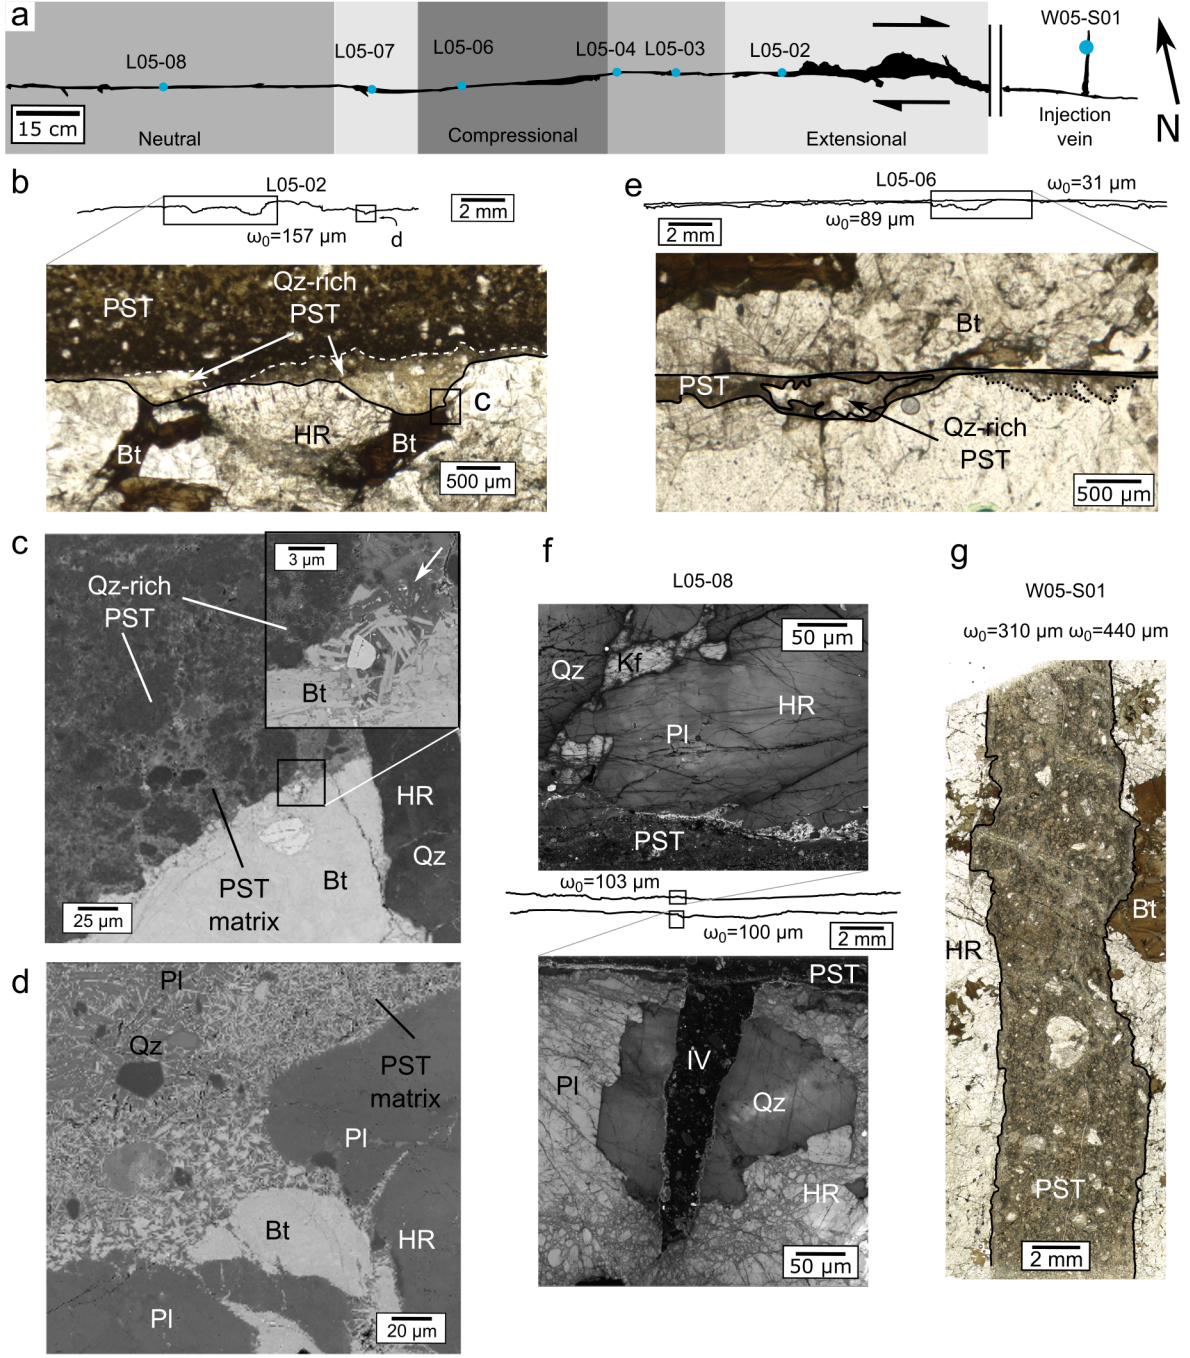 a
W05-S01
L05-08
L05-07
L05-06
L05-04
L05-03
L05-02
15 cm
Neutral
Compressional
Extensional
Injection
vein
N
b
L05-02
2 mm
ω₀=157 µm
d
PST
Qz-rich
PST
HR
Bt
Bt
C
500 µm
e
L05-06
ω₀=31 µm
ω₀=89 µm
2 mm
Bt
PST
Qz-rich
PST
500 µm
c
3 µm
Qz-rich
PST
Bt
HR
Qz
PST
matrix
Bt
25 µm
d
Pl
Qz
PST
matrix
Pl
Bt
HR
Pl
20 µm
f
L05-08
50 µm
Qz
Kf
HR
Pl
PST
ω₀=103 µm
ω₀=100 µm
2 mm
PST
IV
Pl
Qz
HR
50 µm
g
W05-S01
ω₀=310 µm ω₀=440 µm
Bt
HR
PST
2 mm